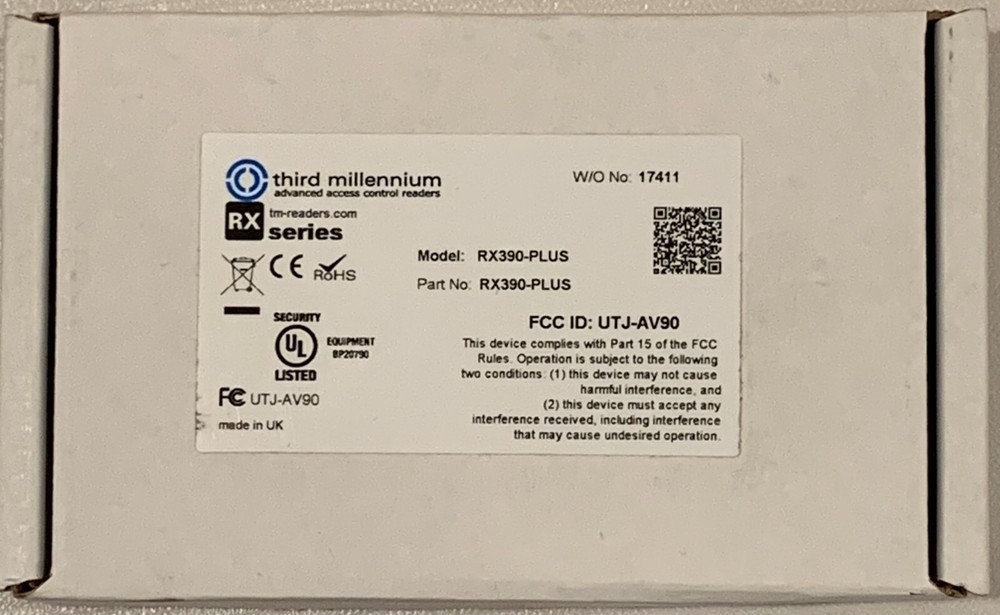 third millennium
advanced access control readers
tm-readers.com
RX series
CE RoHS
SECURITY
UL EQUIPMENT
BP20790
LISTED
FC UTJ-AV90
made in UK
W/O No: 17411
Model: RX390-PLUS
Part No: RX390-PLUS
FCC ID: UTJ-AV90
This device complies with Part 15 of the FCC
Rules. Operation is subject to the following
two conditions: (1) this device may not cause
harmful interference, and
(2) this device must accept any
interference received, including interference
that may cause undesired operation.